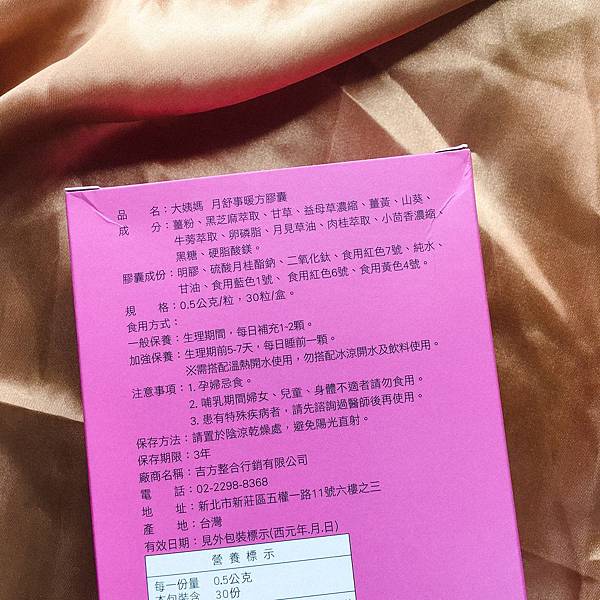 品　　名：大姨媽 月舒事暖方膠囊
成　　分：薑粉、黑芝麻萃取、甘草、益母草濃縮、薑黃、山葵、
牛蒡萃取、卵磷脂、月見草油、肉桂萃取、小茴香濃縮、
黑糖、硬脂酸鎂。
膠囊成份：明膠、硫酸月桂酯鈉、二氧化鈦、食用紅色7號、純水、
甘油、食用藍色1號、食用紅色6號、食用黃色4號。
規　　格：0.5公克/粒，30粒/盒。
食用方式：
一般保養：生理期間，每日補充1-2顆。
加強保養：生理期前5-7天，每日睡前一顆。
※需搭配溫熱開水使用，勿搭配冰涼開水及飲料使用。
注意事項：1. 孕婦忌食。
2. 哺乳期間婦女、兒童、身體不適者請勿食用。
3. 患有特殊疾病者，請先諮詢過醫師後再使用。
保存方法：請置於陰涼乾燥處，避免陽光直射。
保存期限：3年
廠商名稱：吉方整合行銷有限公司
電　　話：02-2298-8368
地　　址：新北市新莊區五權一路11號六樓之三
產　　地：台灣
有效日期：見外包裝標示(西元年.月.日)
營養標示
每一份量 0.5公克
本包裝含 30份